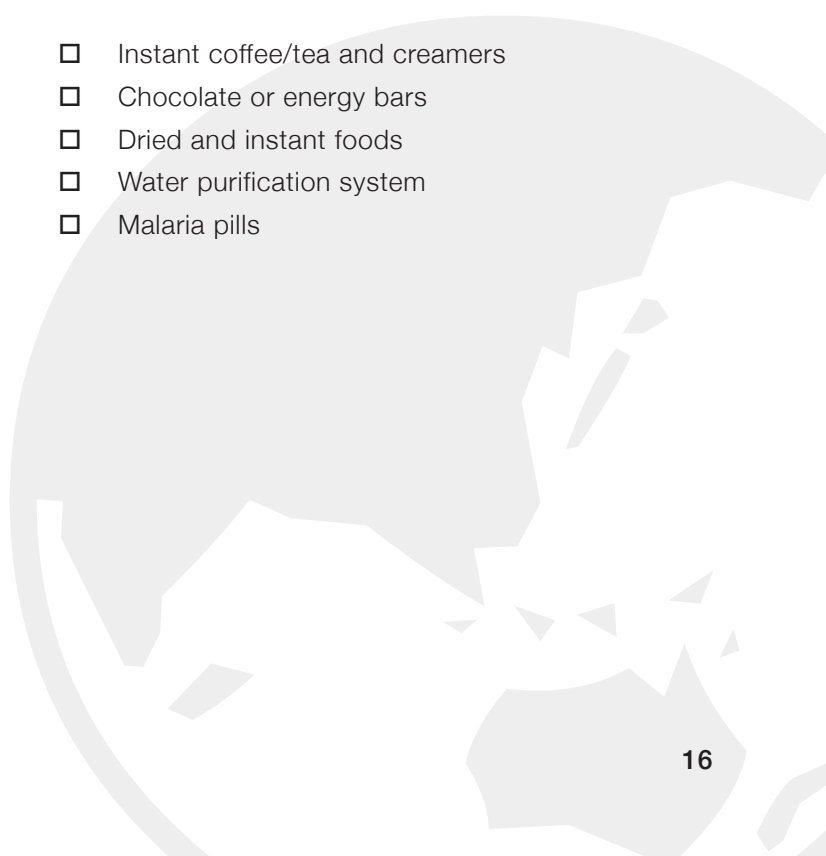 ☐ Instant coffee/tea and creamers
☐ Chocolate or energy bars
☐ Dried and instant foods
☐ Water purification system
☐ Malaria pills
16